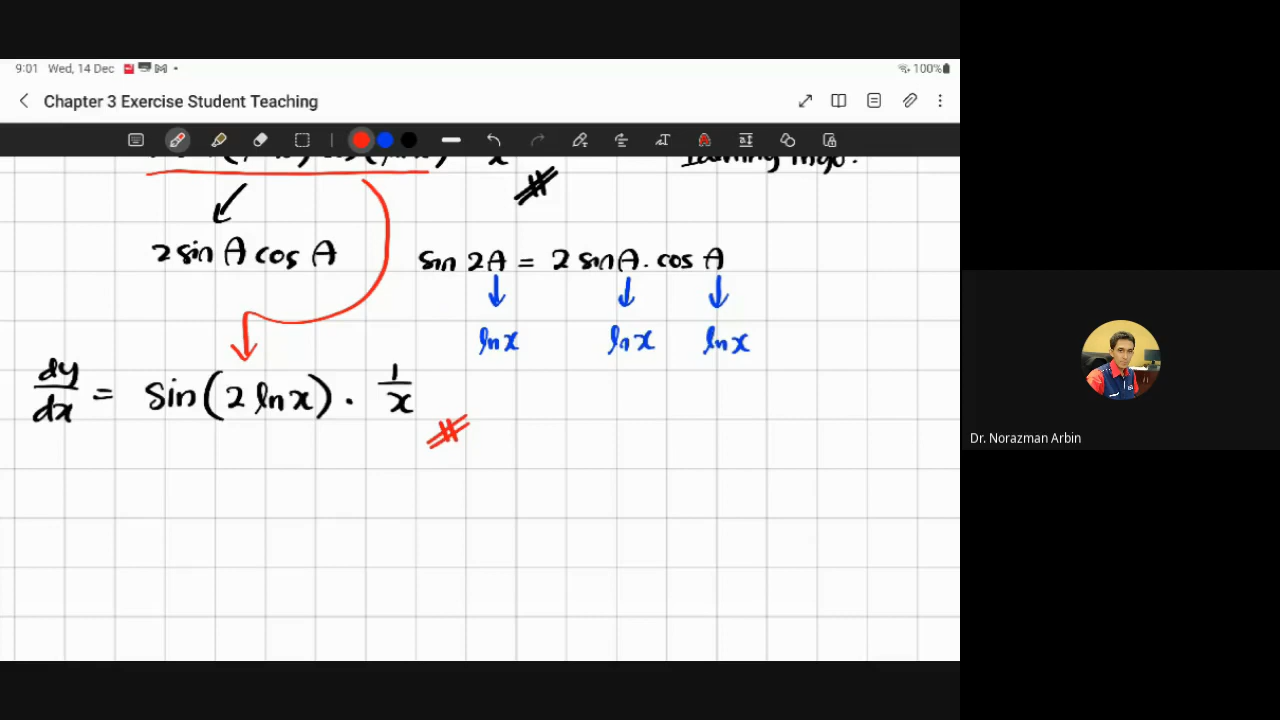 9:01 Wed, 14 Dec
100%
Chapter 3 Exercise Student Teaching
2 sin A cos A
sin 2A = 2 sin A . cos A
ln x ln x ln x
dy/dx = sin(2 ln x) · 1/x
Dr. Norazman Arbin